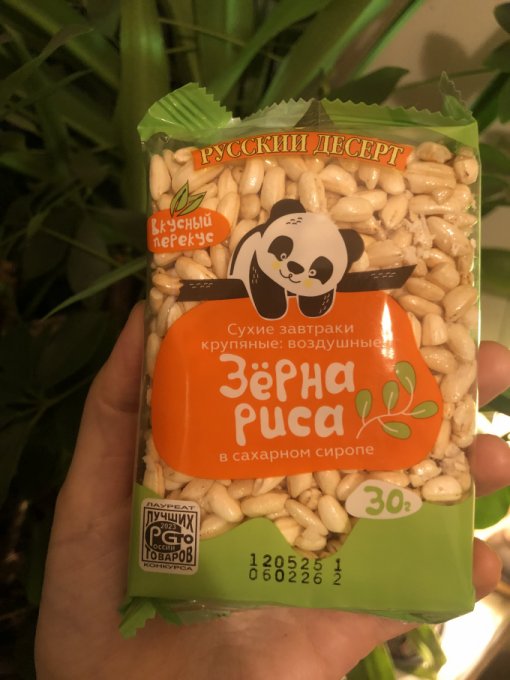 РУССКИЙ ДЕСЕРТ
Вкусный
перекус
Сухие завтраки
крупяные: воздушные
Зёрна
риса
в сахарном сиропе
30г
ЛАУРЕАТ
ЛУЧШИХ
2023
РОССИИ
ТОВАРОВ
КОНКУРСА
120525 1
060226 2